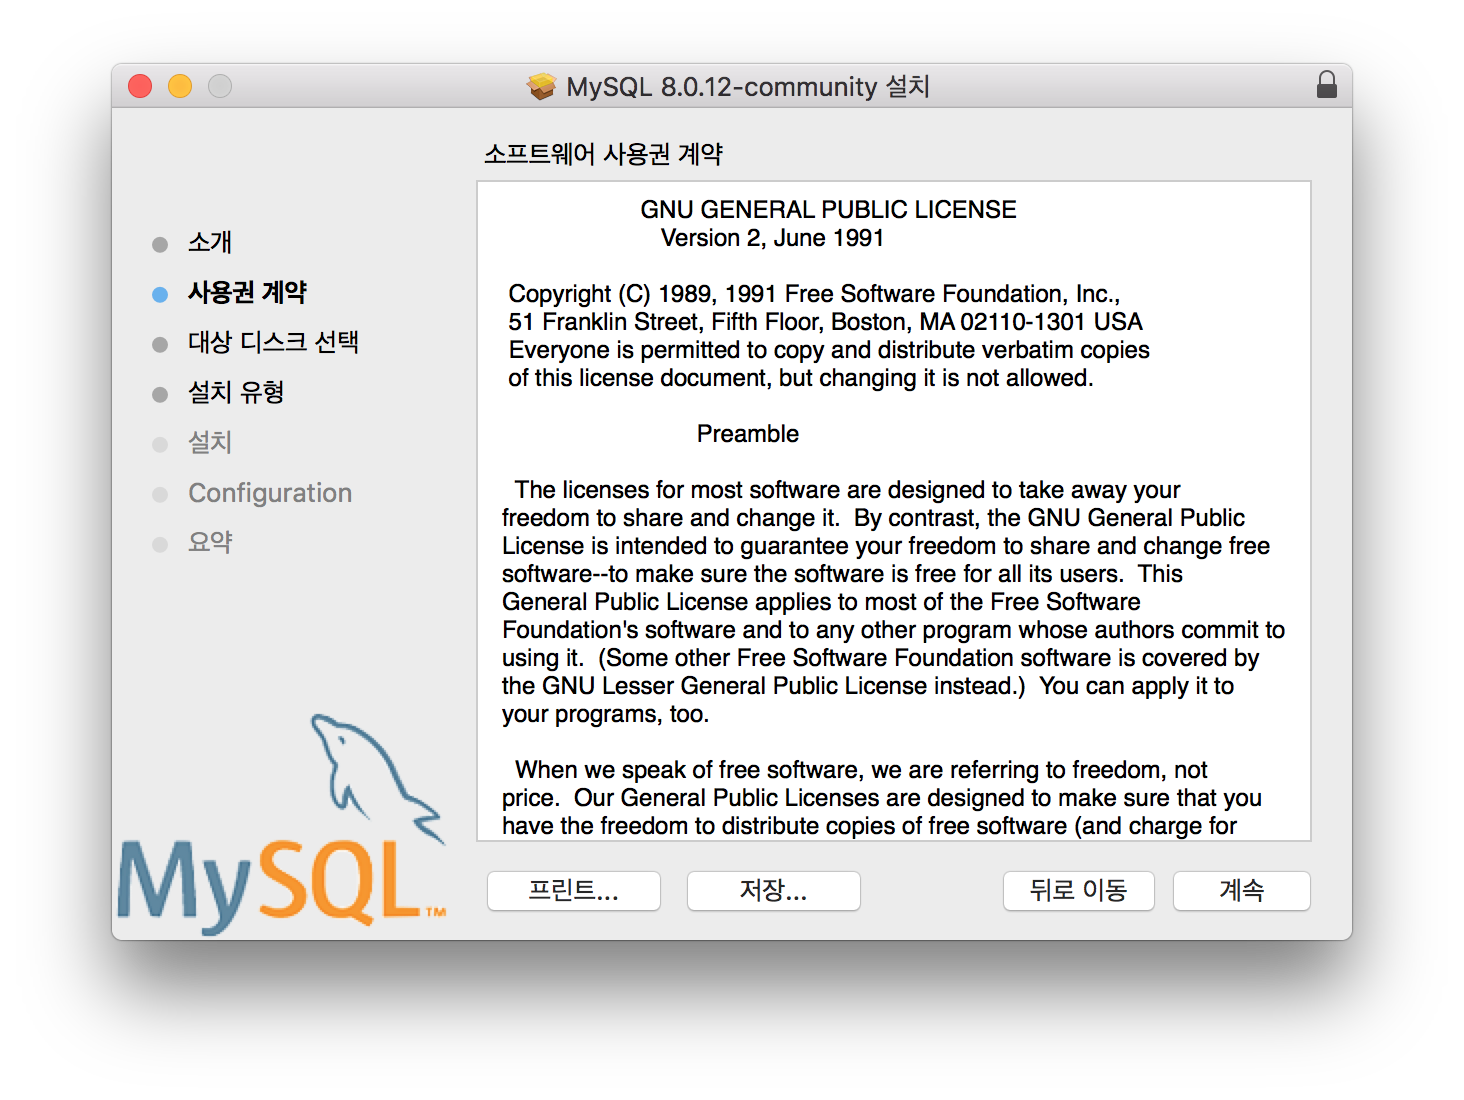 MySQL 8.0.12-community 설치
소프트웨어 사용권 계약
소개
사용권 계약
대상 디스크 선택
설치 유형
설치
Configuration
요약
GNU GENERAL PUBLIC LICENSE
Version 2, June 1991
Copyright (C) 1989, 1991 Free Software Foundation, Inc.,
51 Franklin Street, Fifth Floor, Boston, MA 02110-1301 USA
Everyone is permitted to copy and distribute verbatim copies
of this license document, but changing it is not allowed.
Preamble
The licenses for most software are designed to take away your
freedom to share and change it.  By contrast, the GNU General Public
License is intended to guarantee your freedom to share and change free
software--to make sure the software is free for all its users.  This
General Public License applies to most of the Free Software
Foundation's software and to any other program whose authors commit to
using it.  (Some other Free Software Foundation software is covered by
the GNU Lesser General Public License instead.)  You can apply it to
your programs, too.
When we speak of free software, we are referring to freedom, not
price.  Our General Public Licenses are designed to make sure that you
have the freedom to distribute copies of free software (and charge for
MySQL™
프린트...
저장...
뒤로 이동
계속